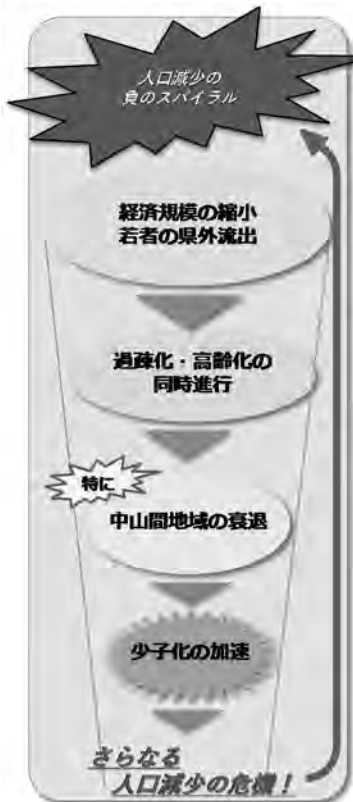 人口減少の
負のスパイラル
経済規模の縮小
若者の県外流出
過疎化・高齢化の
同時進行
特に
中山間地域の衰退
少子化の加速
さらなる
人口減少の危機！